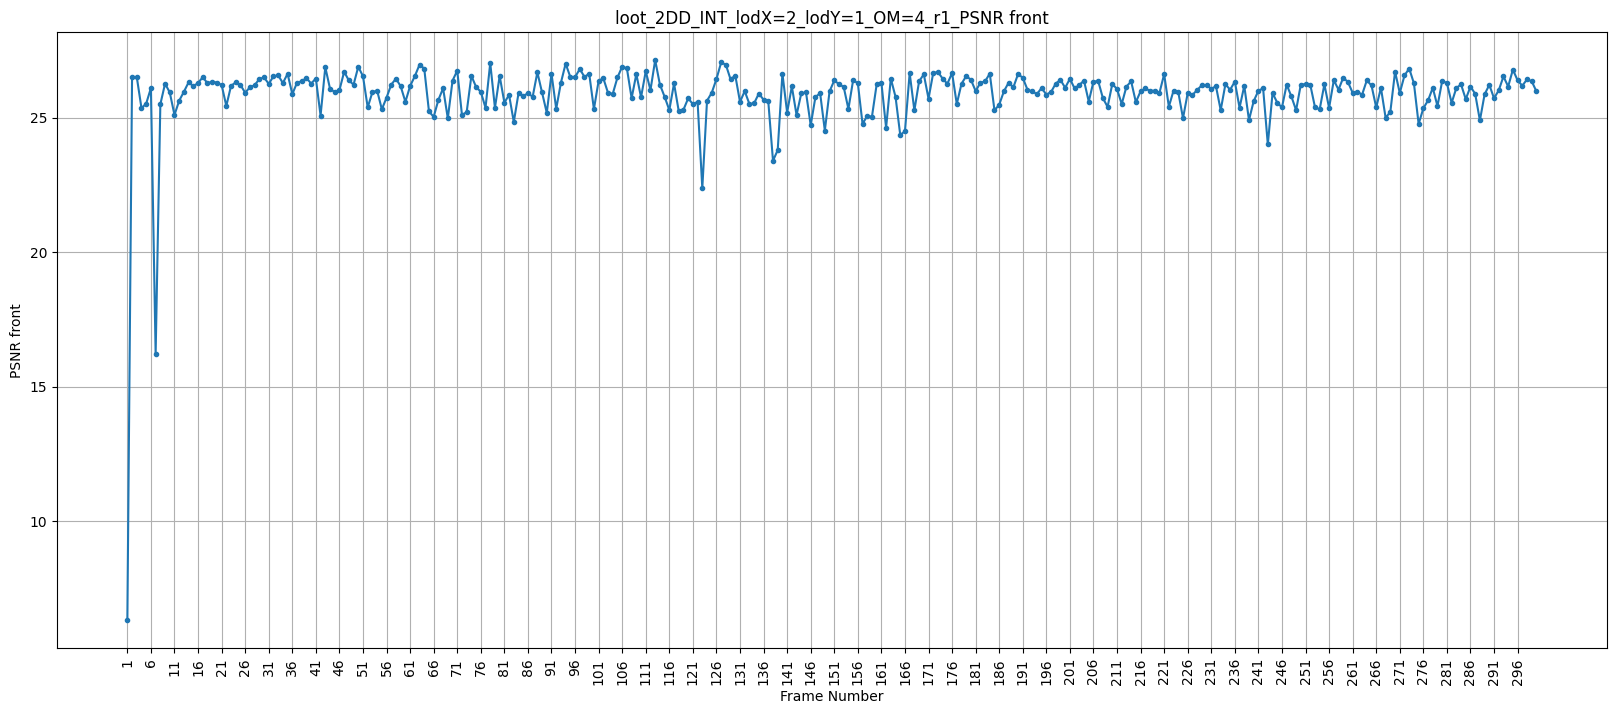 loot_2DD_INT_lodX=2_lodY=1_OM=4_r1_PSNR front
PSNR front
25
20
15
10
1 6 11 16 21 26 31 36 41 46 51 56 61 66 71 76 81 86 91 96 101 106 111 116 121 126 131 136 141 146 151 156 161 166 171 176 181 186 191 196 201 206 211 216 221 226 231 236 241 246 251 256 261 266 271 276 281 286 291 296
Frame Number